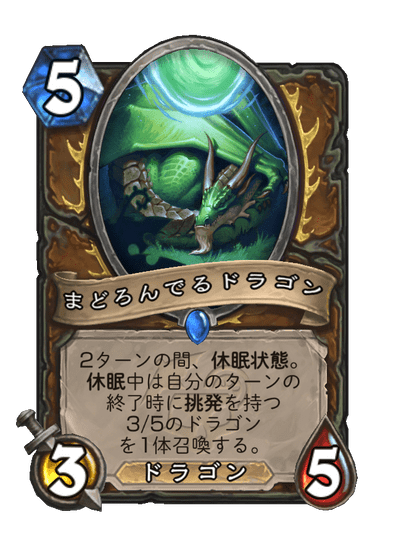 5
まどろんでるドラゴン
2ターンの間、休眠状態。
休眠中は自分のターンの
終了時に挑発を持つ
3/5のドラゴン
を1体召喚する。
3
ドラゴン
5